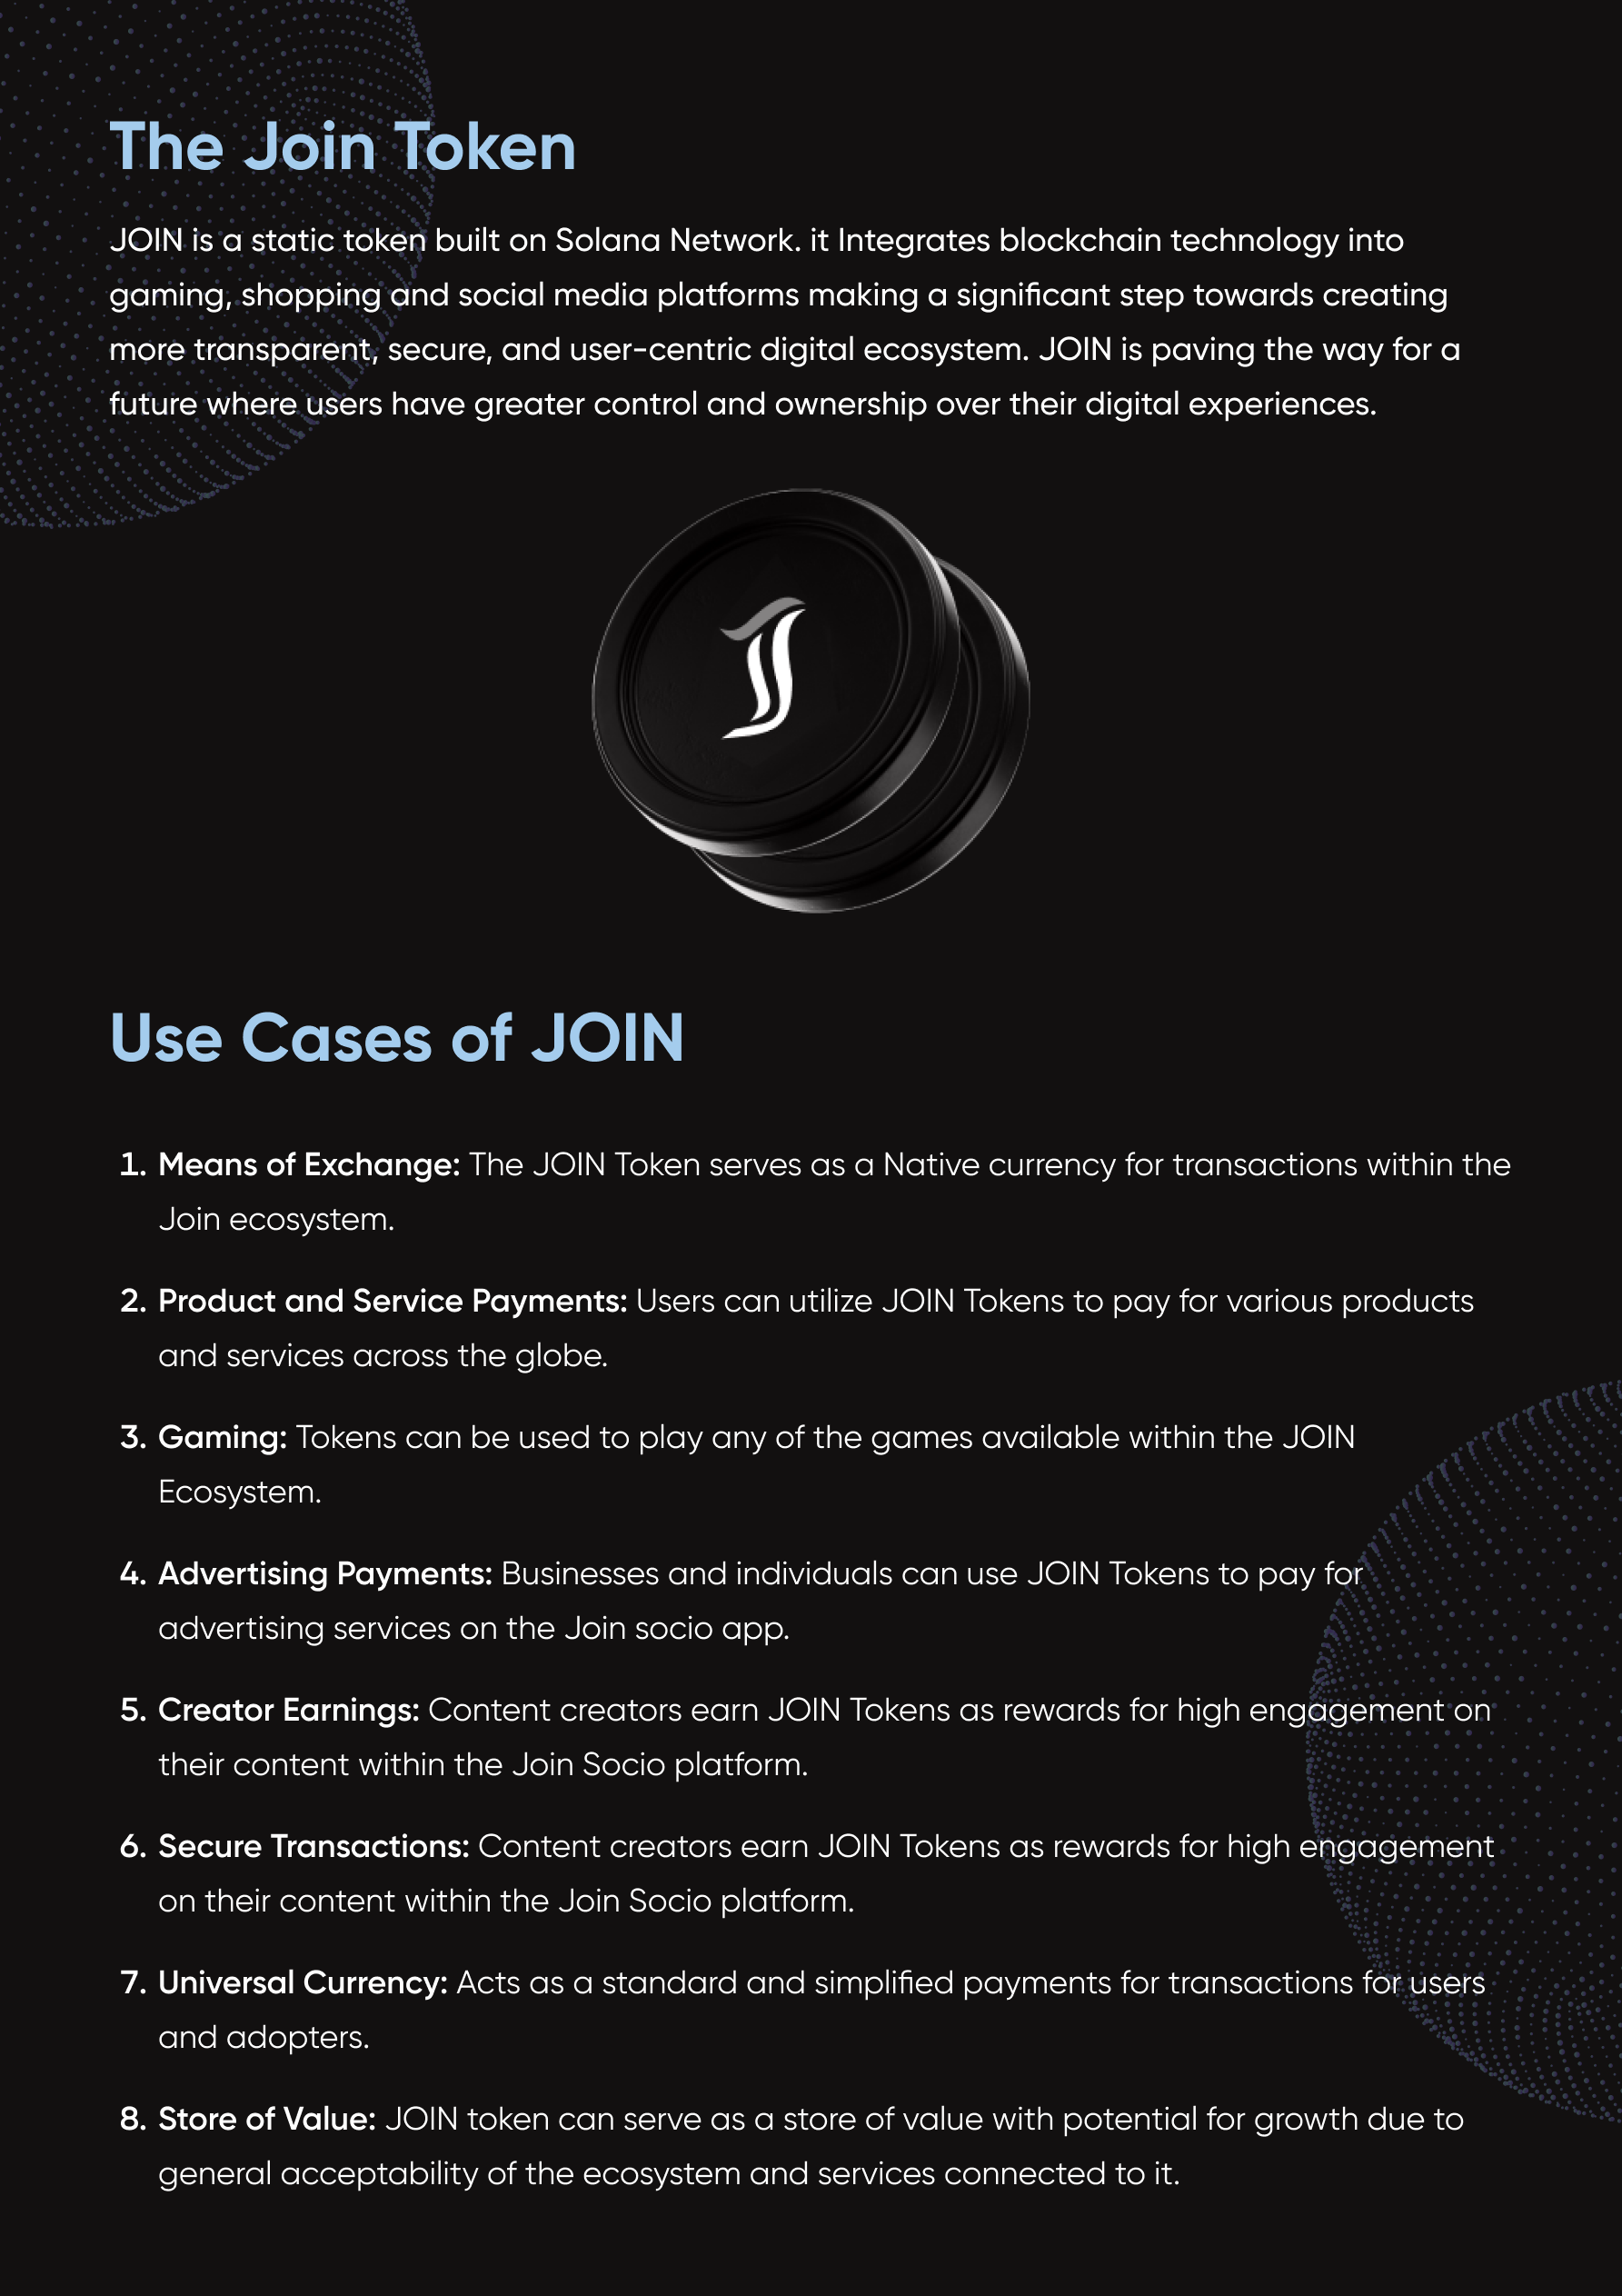 The Join Token
JOIN is a static token built on Solana Network. it Integrates blockchain technology into
gaming, shopping and social media platforms making a significant step towards creating
more transparent, secure, and user-centric digital ecosystem. JOIN is paving the way for a
future where users have greater control and ownership over their digital experiences.
Use Cases of JOIN
1. Means of Exchange: The JOIN Token serves as a Native currency for transactions within the
Join ecosystem.
2. Product and Service Payments: Users can utilize JOIN Tokens to pay for various products
and services across the globe.
3. Gaming: Tokens can be used to play any of the games available within the JOIN
Ecosystem.
4. Advertising Payments: Businesses and individuals can use JOIN Tokens to pay for
advertising services on the Join socio app.
5. Creator Earnings: Content creators earn JOIN Tokens as rewards for high engagement on
their content within the Join Socio platform.
6. Secure Transactions: Content creators earn JOIN Tokens as rewards for high engagement
on their content within the Join Socio platform.
7. Universal Currency: Acts as a standard and simplified payments for transactions for users
and adopters.
8. Store of Value: JOIN token can serve as a store of value with potential for growth due to
general acceptability of the ecosystem and services connected to it.